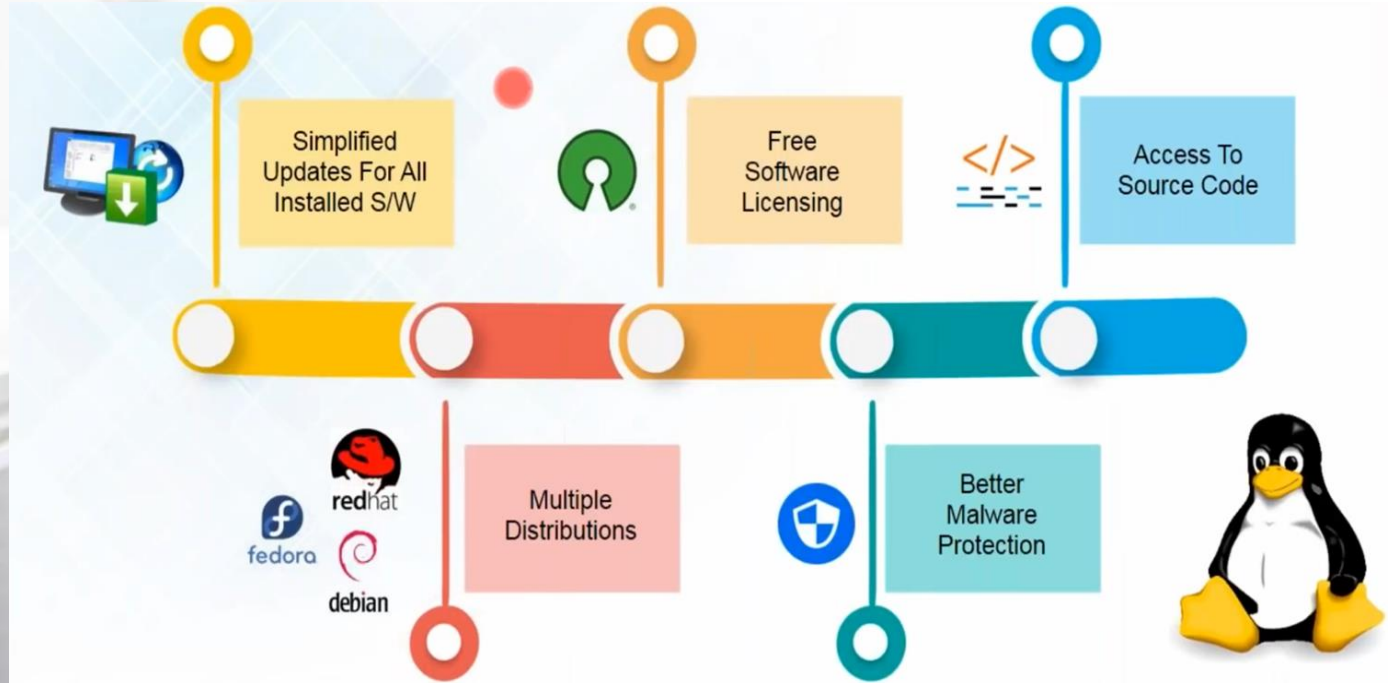 Simplified
Updates For All
Installed S/W
Free
Software
Licensing
</>
Access To
Source Code
redhat
fedora
debian
Multiple
Distributions
Better
Malware
Protection